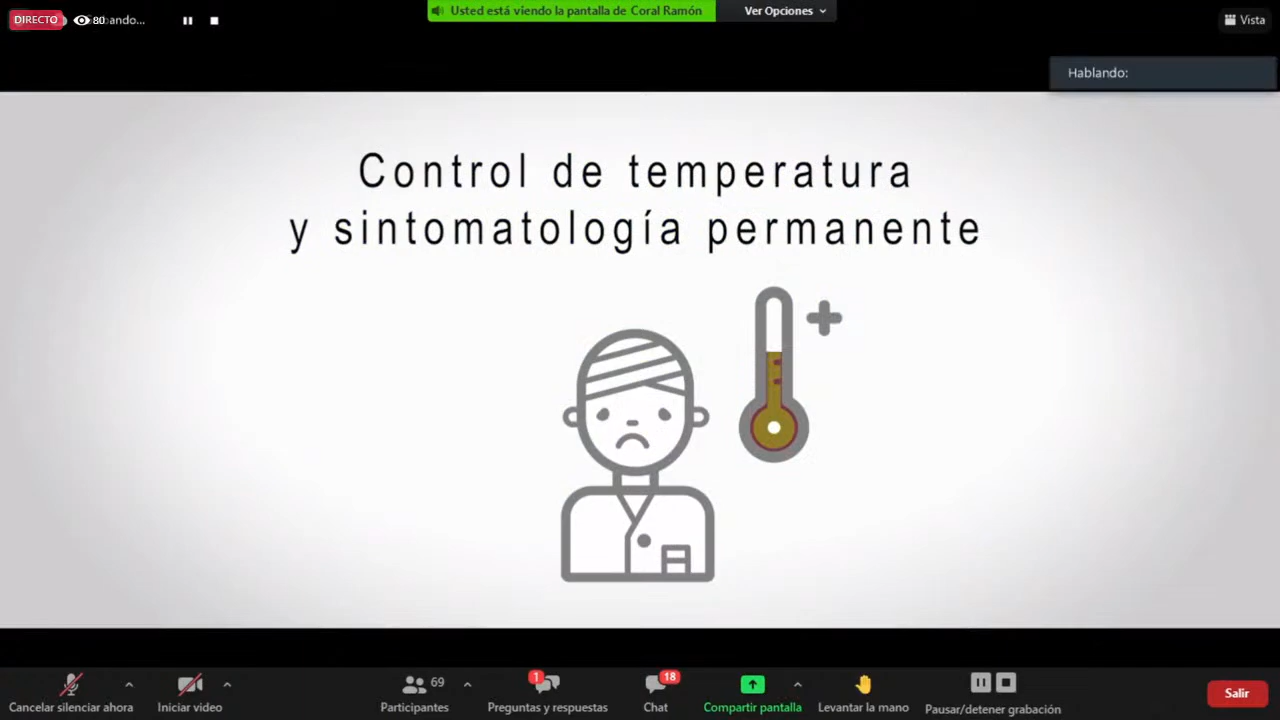 DIRECTO
80
Usted está viendo la pantalla de Coral Ramón
Ver Opciones
Vista
Hablando:
Control de temperatura
y sintomatología permanente
69
1
18
Cancelar silenciar ahora
Iniciar video
Participantes
Preguntas y respuestas
Chat
Compartir pantalla
Levantar la mano
Pausar/detener grabación
Salir